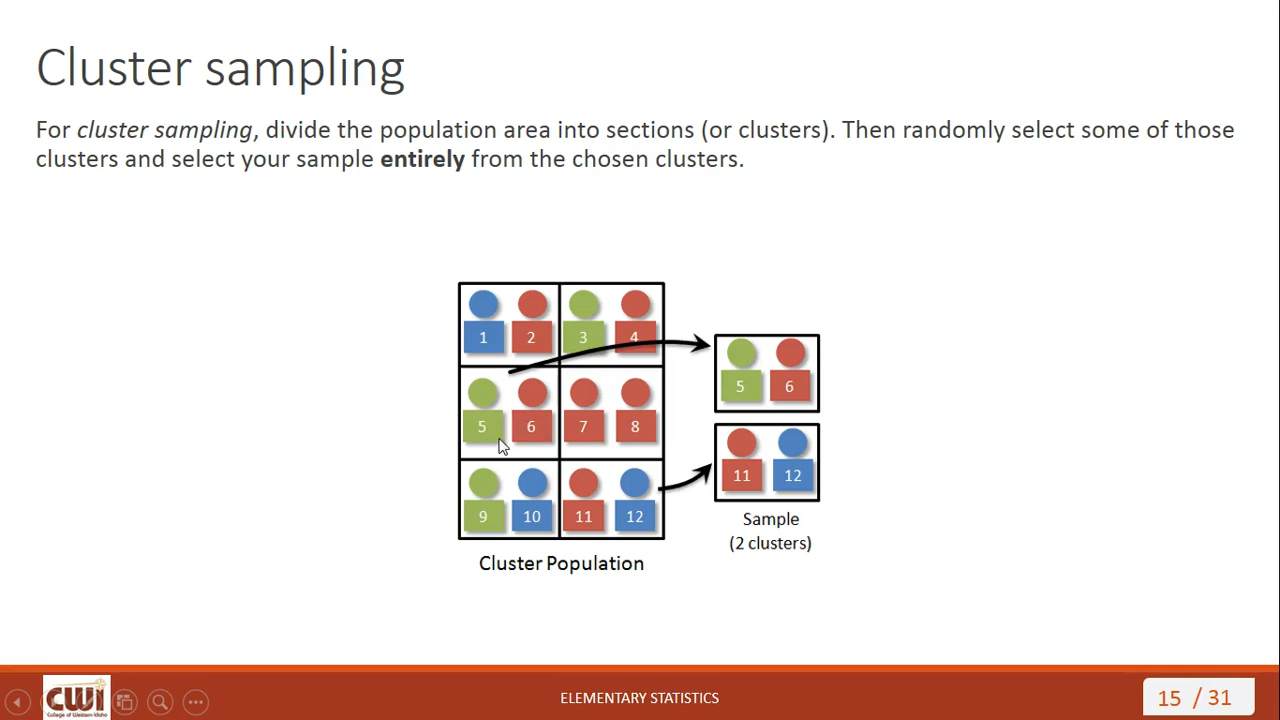 Cluster sampling
For cluster sampling, divide the population area into sections (or clusters). Then randomly select some of those
clusters and select your sample entirely from the chosen clusters.
1 2 3 4
5 6 7 8
9 10 11 12
Cluster Population
5 6
11 12
Sample
(2 clusters)
CWI
College of Western Idaho
ELEMENTARY STATISTICS
15 / 31